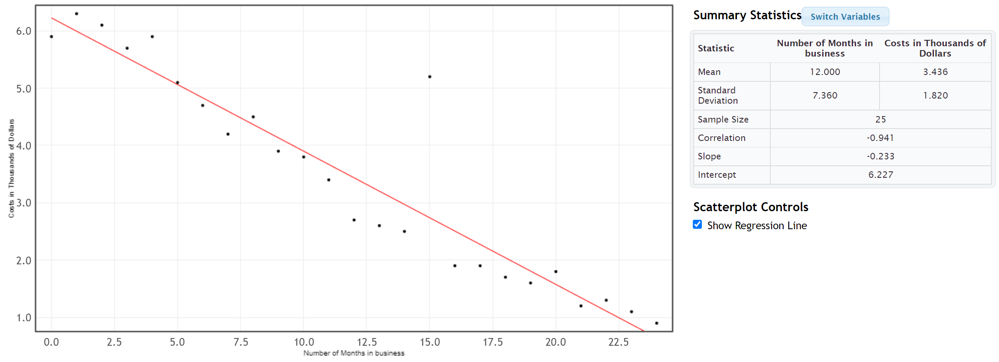 6.0
5.0
4.0
3.0
2.0
1.0
Costs in Thousands of Dollars
0.0 2.5 5.0 7.5 10.0 12.5 15.0 17.5 20.0 22.5
Number of Months in business
Summary Statistics Switch Variables
Statistic Number of Months in business Costs in Thousands of Dollars
Mean 12.000 3.436
Standard Deviation 7.360 1.820
Sample Size 25
Correlation -0.941
Slope -0.233
Intercept 6.227
Scatterplot Controls
Show Regression Line